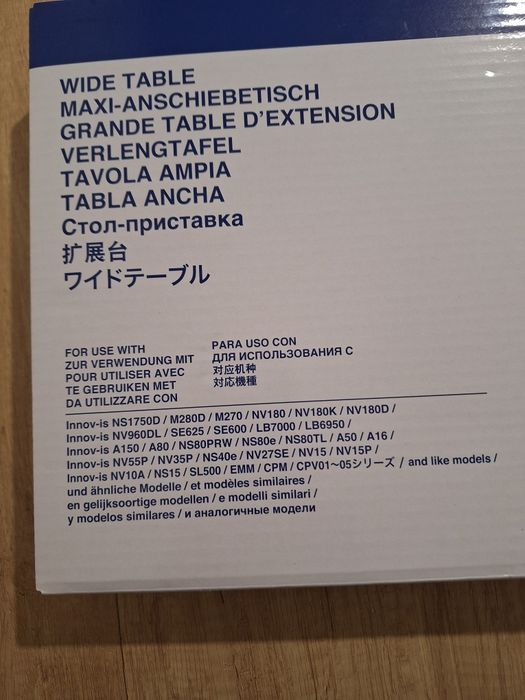 WIDE TABLE
MAXI-ANSCHIEBETISCH
GRANDE TABLE D'EXTENSION
VERLENGTAFEL
TAVOLA AMPIA
TABLA ANCHA
Стол-приставка
扩展台
ワイドテーブル
FOR USE WITH
ZUR VERWENDUNG MIT
POUR UTILISER AVEC
TE GEBRUIKEN MET
DA UTILIZZARE CON
PARA USO CON
ДЛЯ ИСПОЛЬЗОВАНИЯ С
对应机种
対応機種
Innov-is NS1750D / M280D / M270 / NV180 / NV180K / NV180D /
Innov-is NV960DL / SE625 / SE600 / LB7000 / LB6950 /
Innov-is A150 / A80 / NS80PRW / NS80e / NS80TL / A50 / A16 /
Innov-is NV55P / NV35P / NS40e / NV27SE / NV15 / NV15P /
Innov-is NV10A / NS15 / SL500 / EMM / CPM / CPV01～05シリーズ / and like models /
und ähnliche Modelle / et modèles similaires /
en gelijksoortige modellen / e modelli similari /
y modelos similares / и аналогичные модели